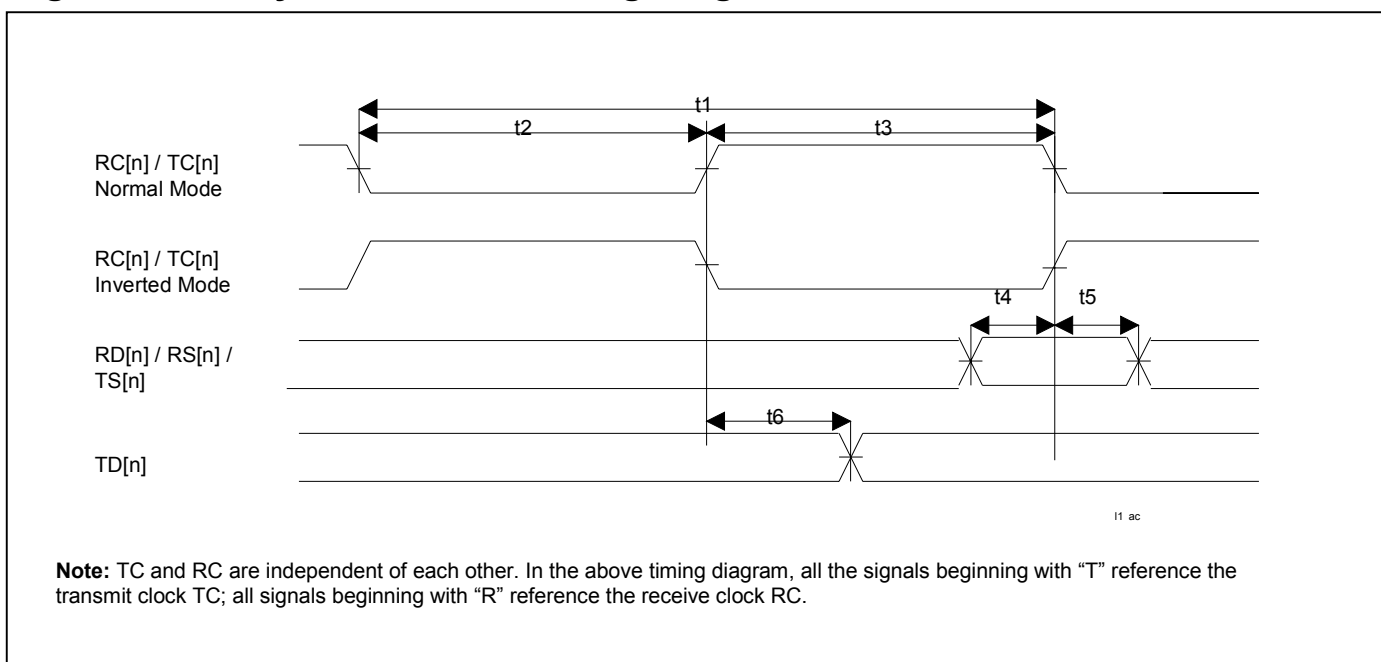 t1
t2 t3
RC[n] / TC[n]
Normal Mode
RC[n] / TC[n]
Inverted Mode
t4 t5
RD[n] / RS[n] /
TS[n]
t6
TD[n]
l1 ac
Note: TC and RC are independent of each other. In the above timing diagram, all the signals beginning with “T” reference the
transmit clock TC; all signals beginning with “R” reference the receive clock RC.